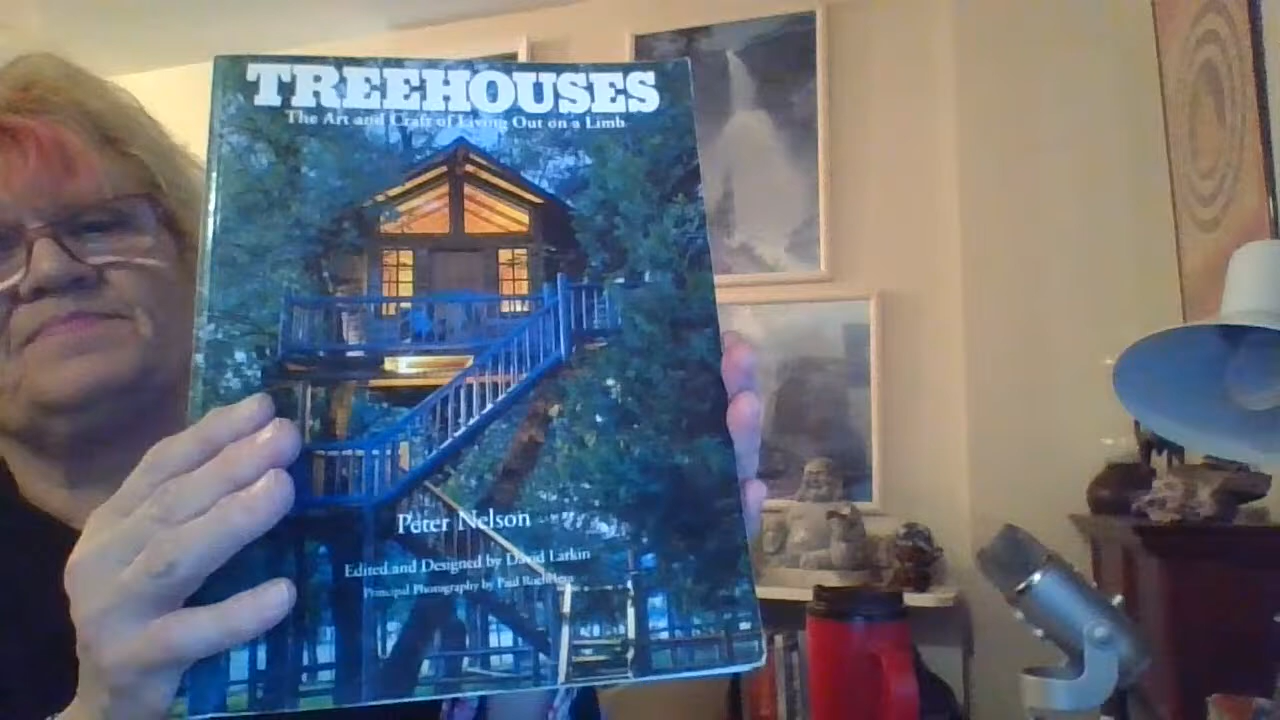 TREEHOUSES
The Art and Craft of Living Out on a Limb
Peter Nelson
Edited and Designed by David Larkin
Principal Photography by Paul